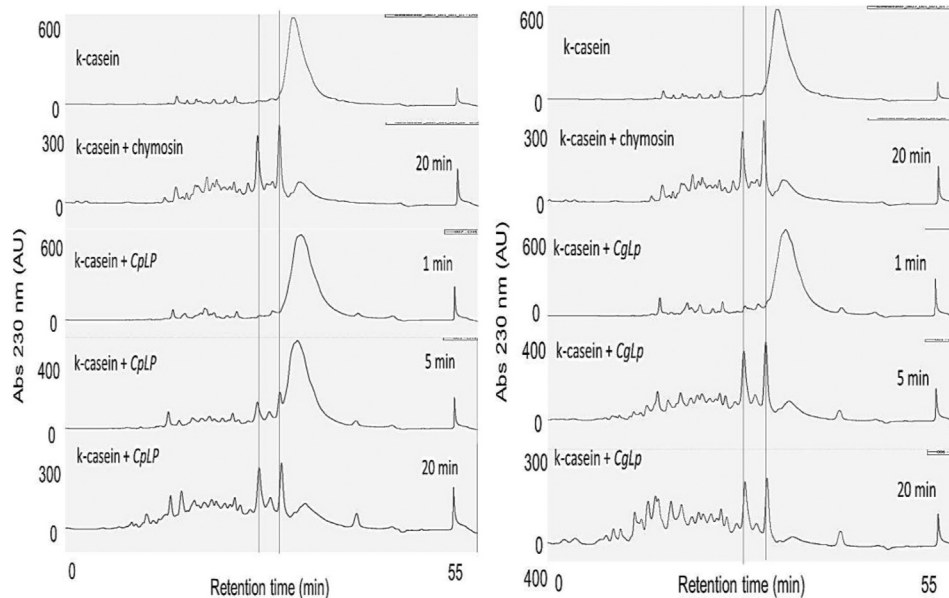 Abs 230 nm (AU)
600
k-casein
0
k-casein + chymosin
300
20 min
0
600
k-casein + CpLP
1 min
0
k-casein + CpLP
5 min
400
0
k-casein + CpLP
300
20 min
0
0
Retention time (min)
55
Abs 230 nm (AU)
600
k-casein
0
k-casein + chymosin
300
20 min
0
600
k-casein + CgLp
1 min
0
k-casein + CgLp
400
5 min
0
k-casein + CgLp
300
20 min
0
400
0
Retention time (min)
55